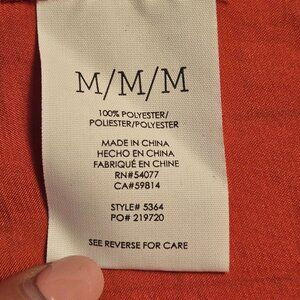 M/M/M
100% POLYESTER/
POLIESTER/POLYESTER
MADE IN CHINA
HECHO EN CHINA
FABRIQUÉ EN CHINE
RN#54077
CA#59814
STYLE# 5364
PO# 219720
SEE REVERSE FOR CARE